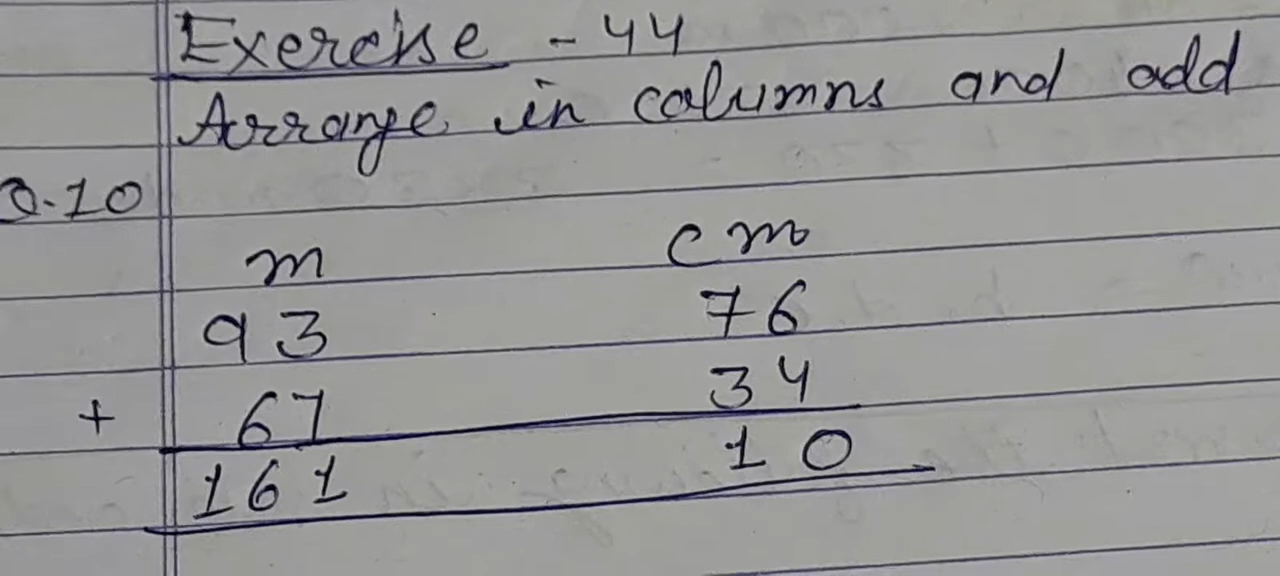 Exercise - 44
Arrange in columns and add
Q.10
m cm
93 76
+ 67 34
161 10